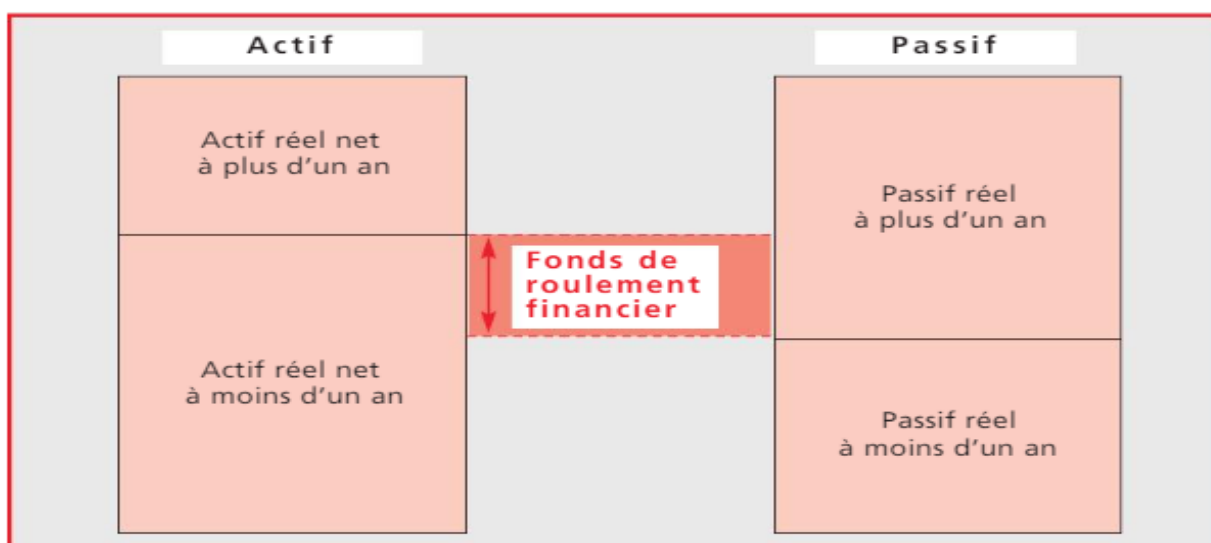 Actif
Passif
Actif réel net
à plus d’un an
Passif réel
à plus d’un an
Fonds de
roulement
financier
Actif réel net
à moins d’un an
Passif réel
à moins d’un an